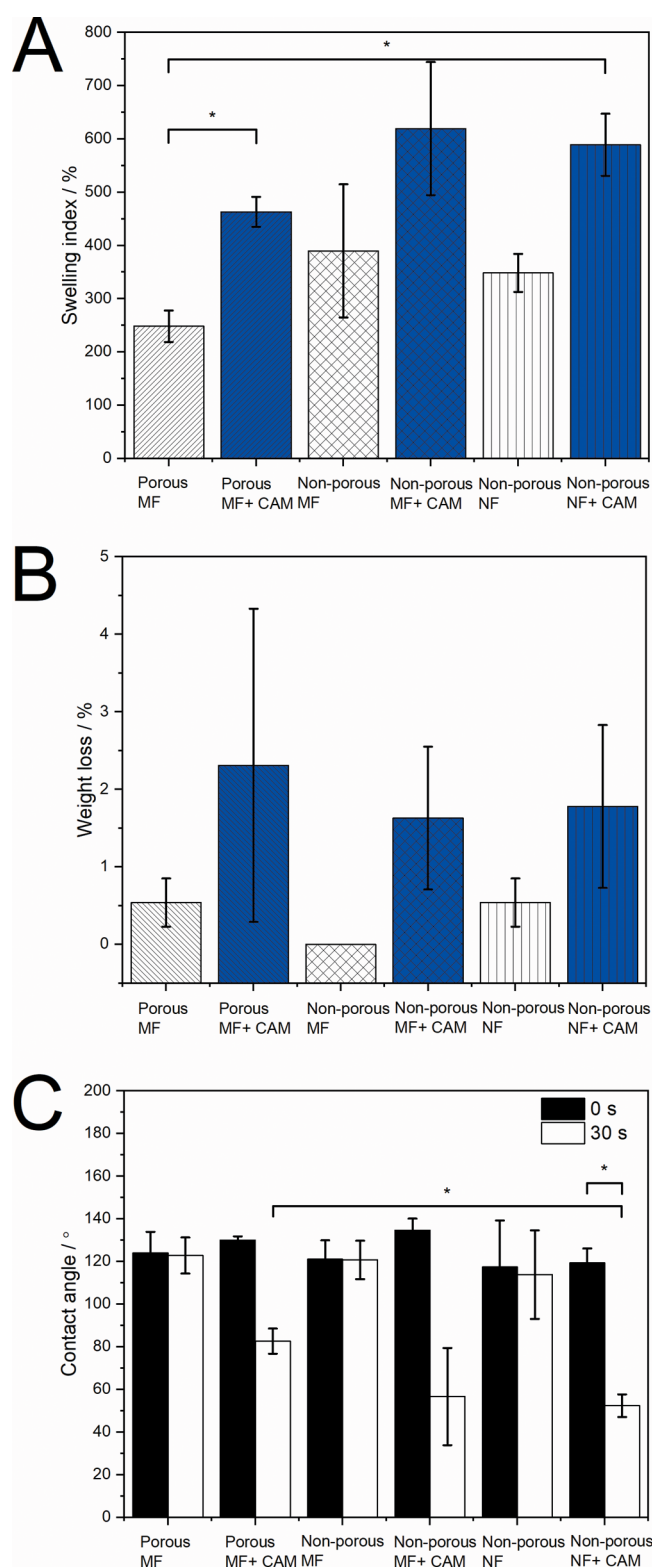 A
800
700
600
500
400
300
200
100
0
Swelling index / %
*
*
Porous Porous Non-porous Non-porous Non-porous Non-porous
MF MF+ CAM MF MF+ CAM NF NF+ CAM
B
5
4
3
2
1
0
Weight loss / %
Porous Porous Non-porous Non-porous Non-porous Non-porous
MF MF+ CAM MF MF+ CAM NF NF+ CAM
C
200
180
160
140
120
100
80
60
40
20
0
Contact angle / °
0 s
30 s
*
*
Porous Porous Non-porous Non-porous Non-porous Non-porous
MF MF+ CAM MF MF+ CAM NF NF+ CAM